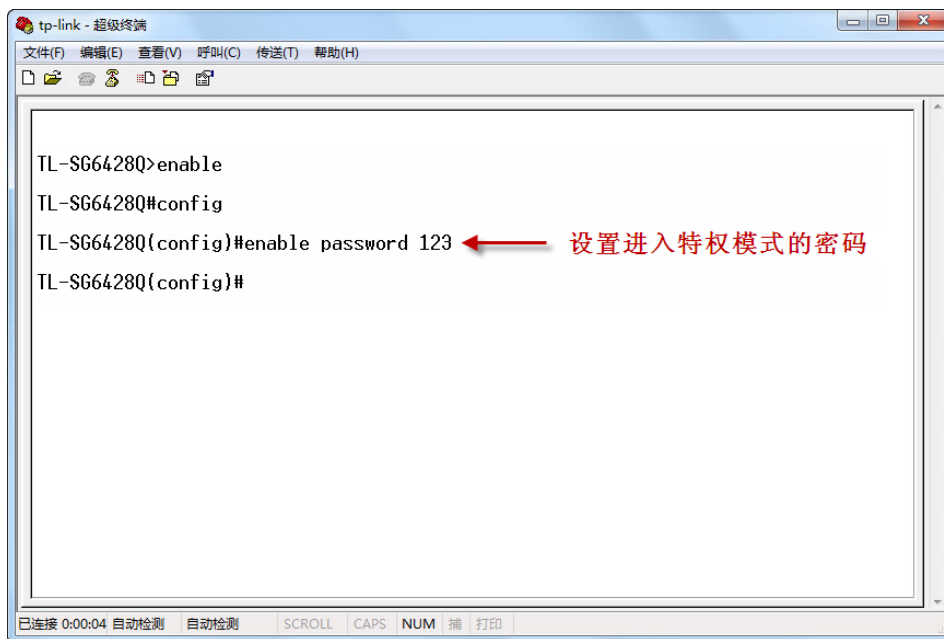 tp-link - 超级终端
文件(F) 编辑(E) 查看(V) 呼叫(C) 传送(T) 帮助(H)
TL-SG6428Q>enable
TL-SG6428Q#config
TL-SG6428Q(config)#enable password 123 设置进入特权模式的密码
TL-SG6428Q(config)#
已连接 0:00:04 自动检测 自动检测 SCROLL CAPS NUM 捕 打印